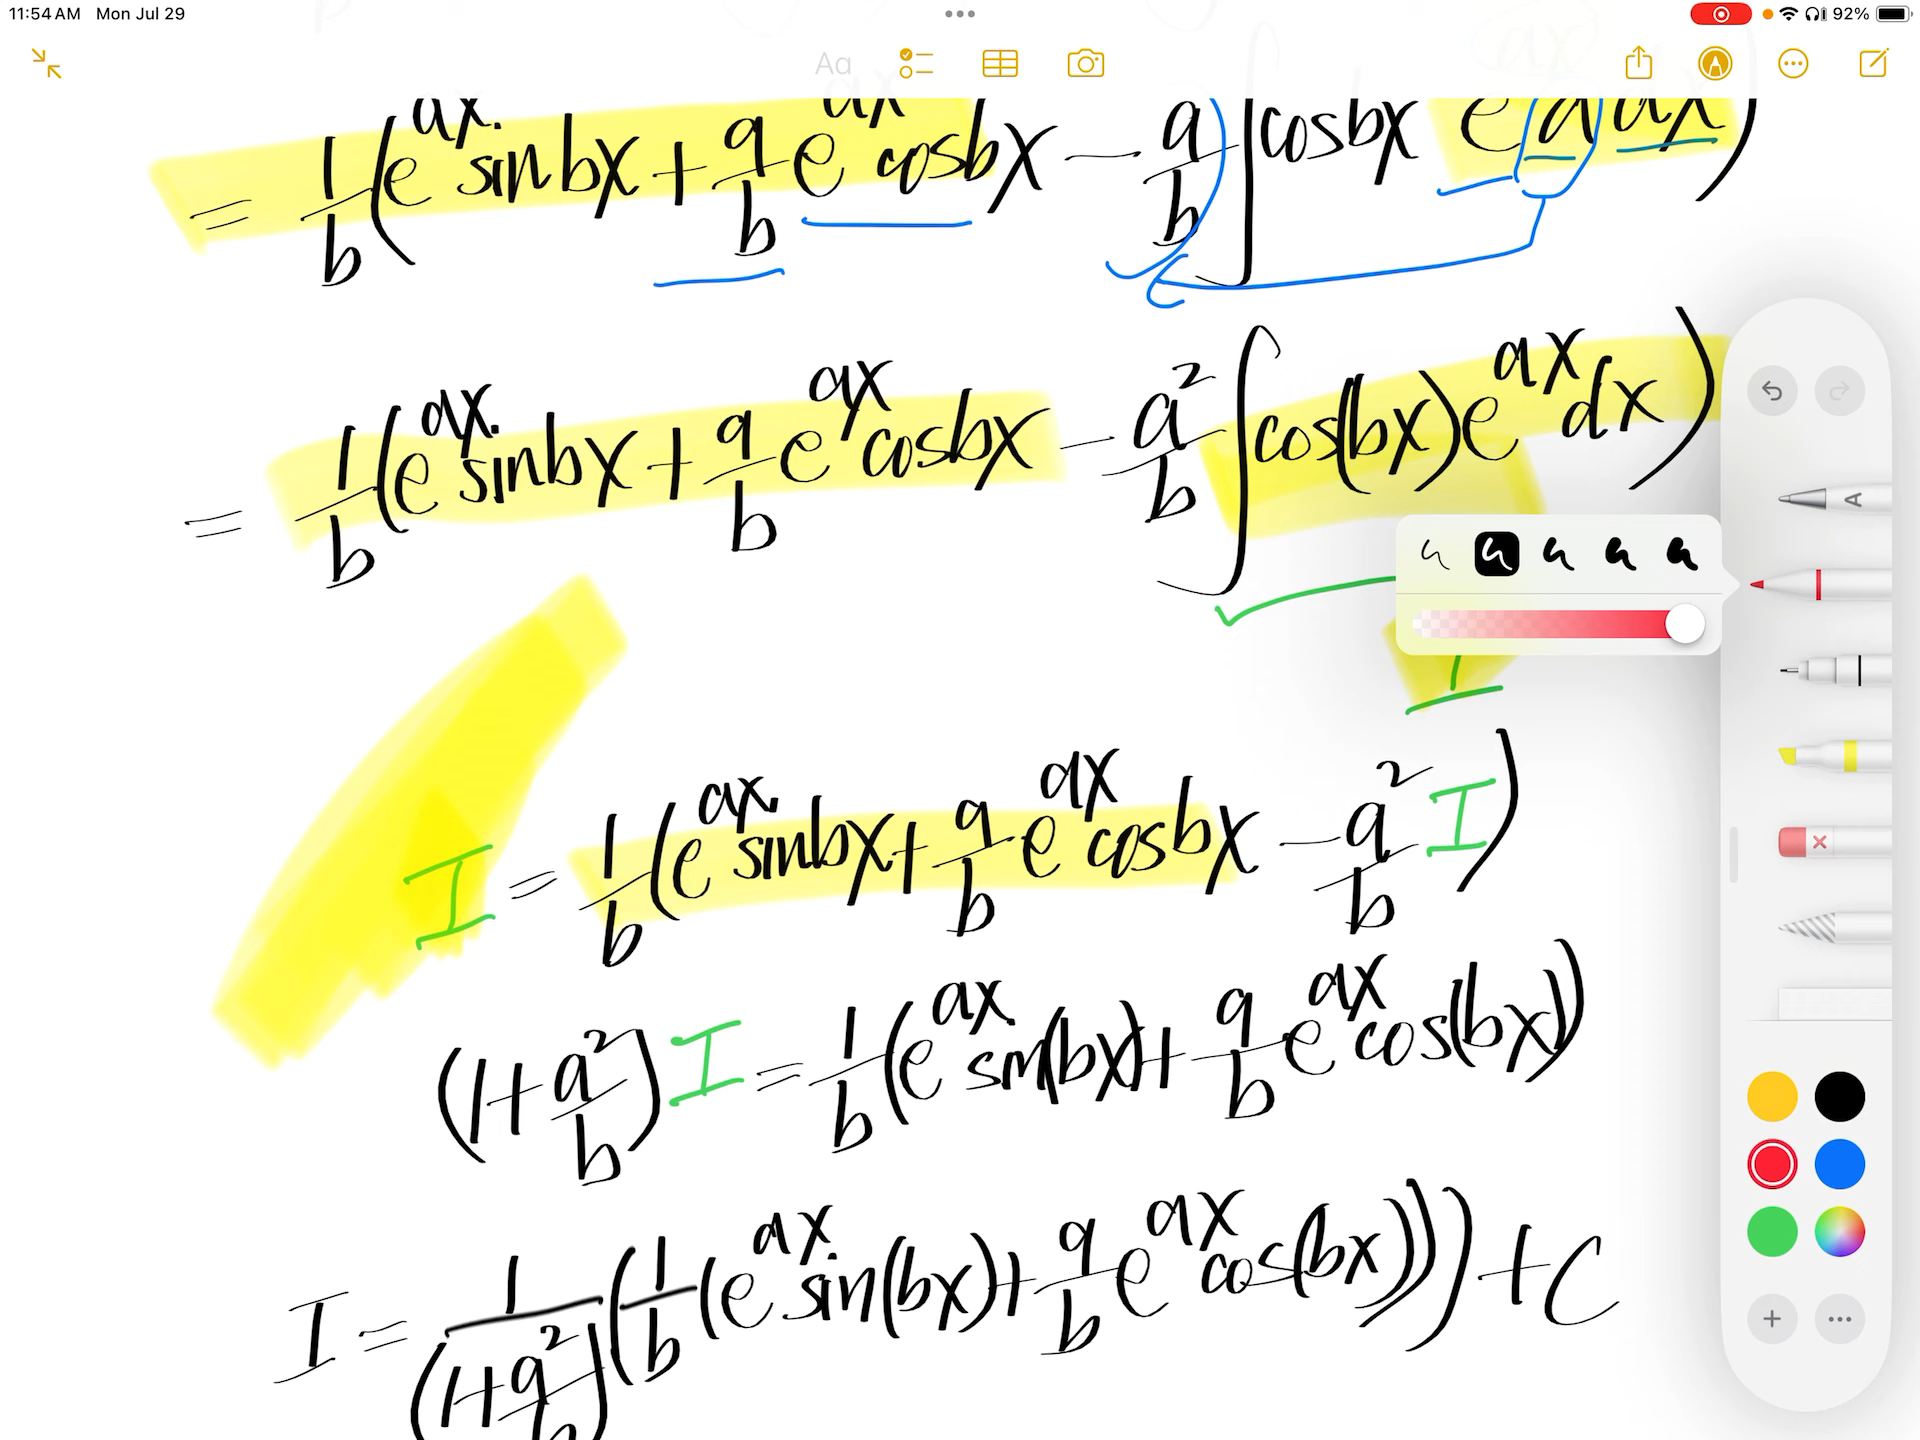 11:54 AM Mon Jul 29 92%
Aa
= 1/b (e^ax sinbx + a/b e^ax cosbx - a/b ∫ cosbx e^a dx)
= 1/b (e^ax sinbx + a/b e^ax cosbx - a²/b ∫ cos(bx) e^ax dx)
I
I = 1/b (e^ax sinbx + a/b e^ax cosbx - a²/b I)
(1 + a²/b) I = 1/b (e^ax sin(bx) + a/b e^ax cos(bx))
I = 1/(1 + a²/b) (1/b (e^ax sin(bx) + a/b e^ax cos(bx))) + C
A